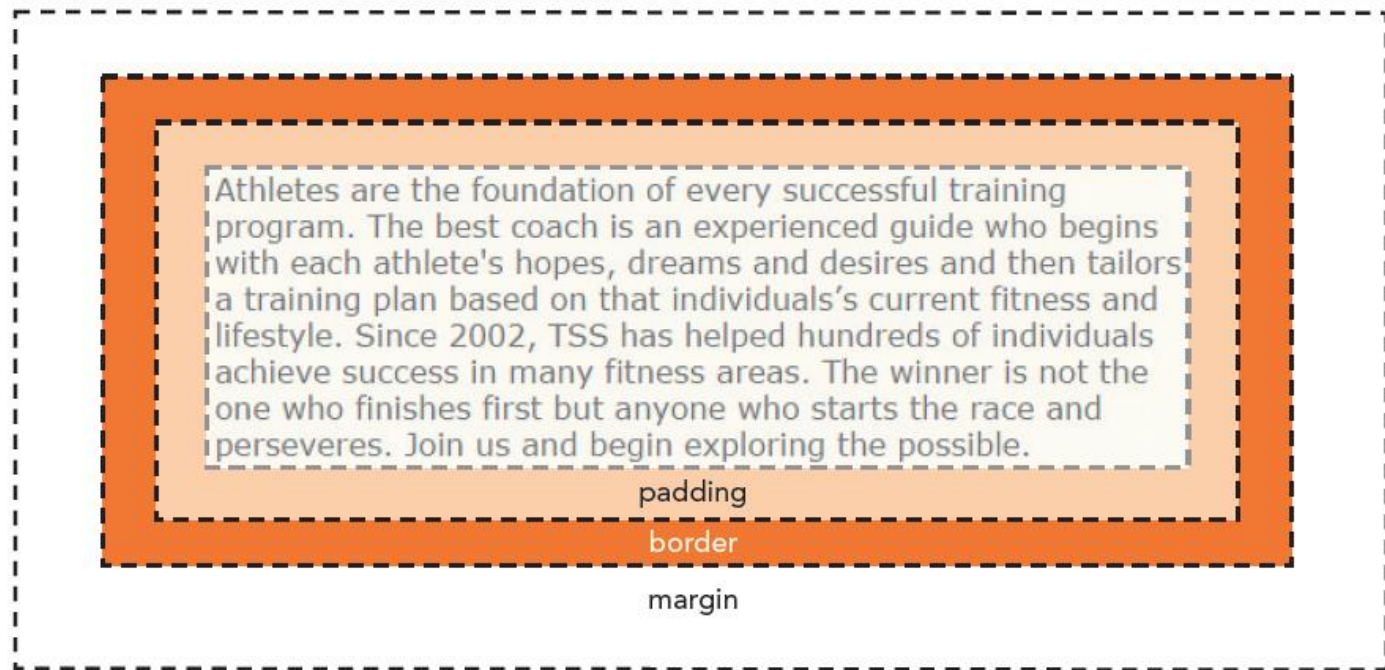 Athletes are the foundation of every successful training
program. The best coach is an experienced guide who begins
with each athlete's hopes, dreams and desires and then tailors
a training plan based on that individuals’s current fitness and
lifestyle. Since 2002, TSS has helped hundreds of individuals
achieve success in many fitness areas. The winner is not the
one who finishes first but anyone who starts the race and
perseveres. Join us and begin exploring the possible.
padding
border
margin